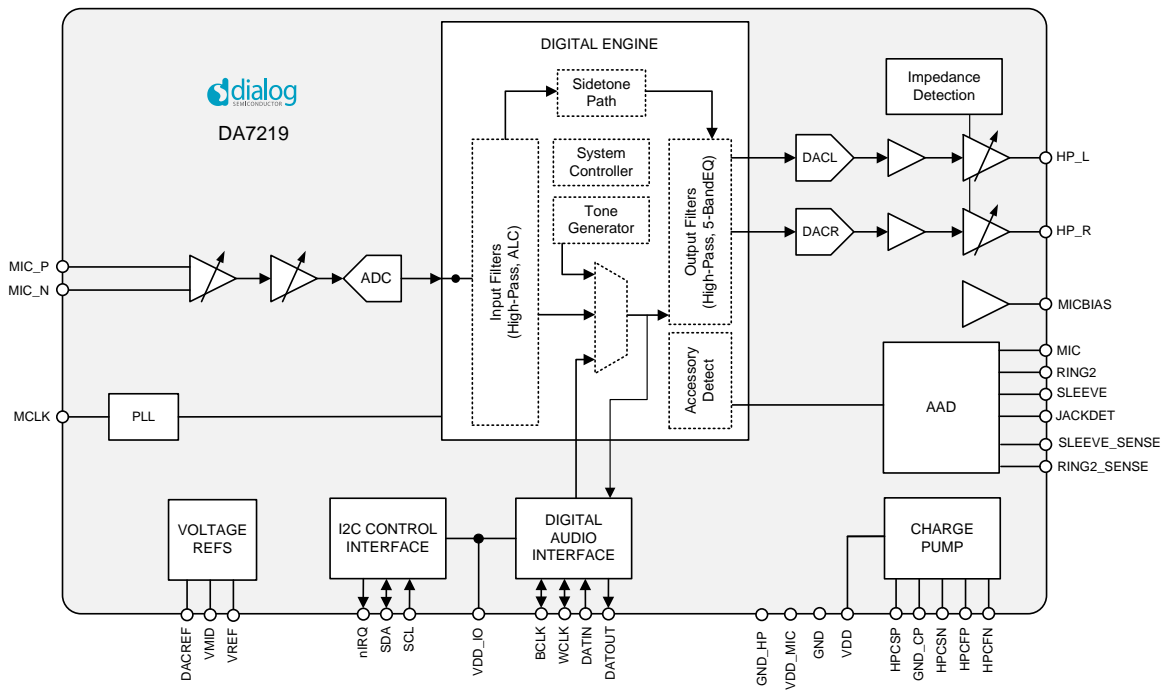 DIGITAL ENGINE
dialog
SEMICONDUCTOR
DA7219
Sidetone
Path
Impedance
Detection
System
Controller
DACL
HP_L
Tone
Generator
DACR
HP_R
Input Filters
(High-Pass, ALC)
Output Filters
(High-Pass, 5-BandEQ)
MIC_P
MIC_N
ADC
MICBIAS
Accessory
Detect
AAD
MIC
RING2
SLEEVE
JACKDET
SLEEVE_SENSE
RING2_SENSE
MCLK
PLL
VOLTAGE
REFS
I2C CONTROL
INTERFACE
DIGITAL
AUDIO
INTERFACE
CHARGE
PUMP
DACREF
VMID
VREF
nIRQ
SDA
SCL
VDD_IO
BCLK
WCLK
DATIN
DATOUT
GND_HP
VDD_MIC
GND
VDD
HPCSP
GND_CP
HPCSN
HPCFP
HPCFN